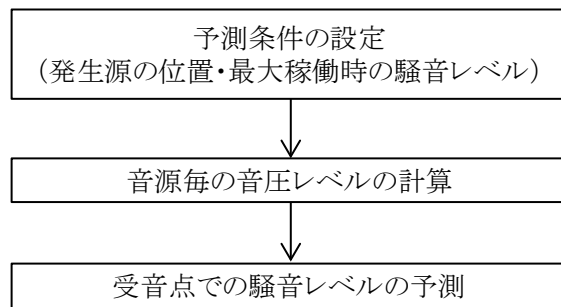 予測条件の設定
（発生源の位置・最大稼働時の騒音レベル）
音源毎の音圧レベルの計算
受音点での騒音レベルの予測